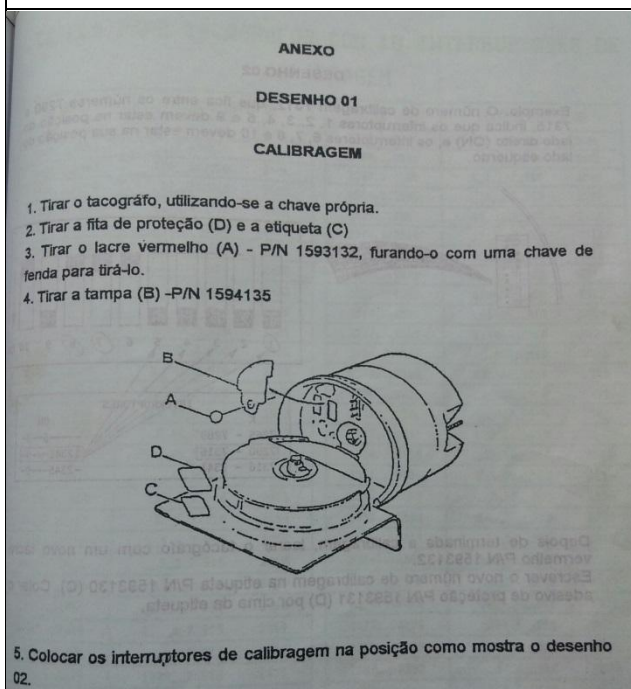 ANEXO
DESENHO 01
CALIBRAGEM
1. Tirar o tacográfo, utilizando-se a chave própria.
2. Tirar a fita de proteção (D) e a etiqueta (C)
3. Tirar o lacre vermelho (A) - P/N 1593132, furando-o com uma chave de
fenda para tirá-lo.
4. Tirar a tampa (B) -P/N 1594135
B
A
D
C
5. Colocar os interruptores de calibragem na posição como mostra o desenho
02.